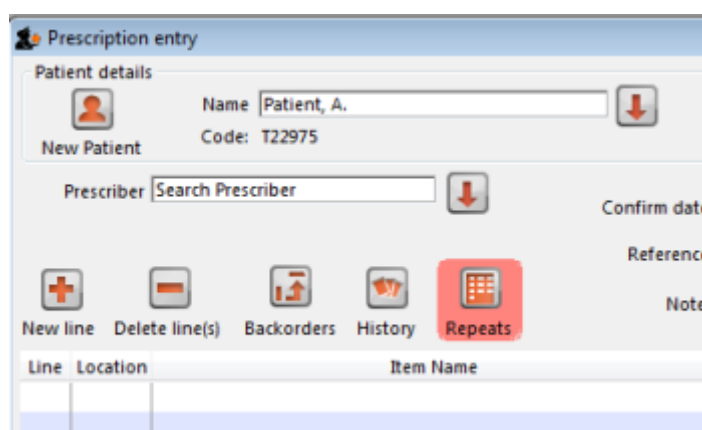 Prescription entry
Patient details
Name Patient, A.
Code: T22975
New Patient
Prescriber Search Prescriber
Confirm date
Reference
Note
New line Delete line(s) Backorders History Repeats
Line Location Item Name